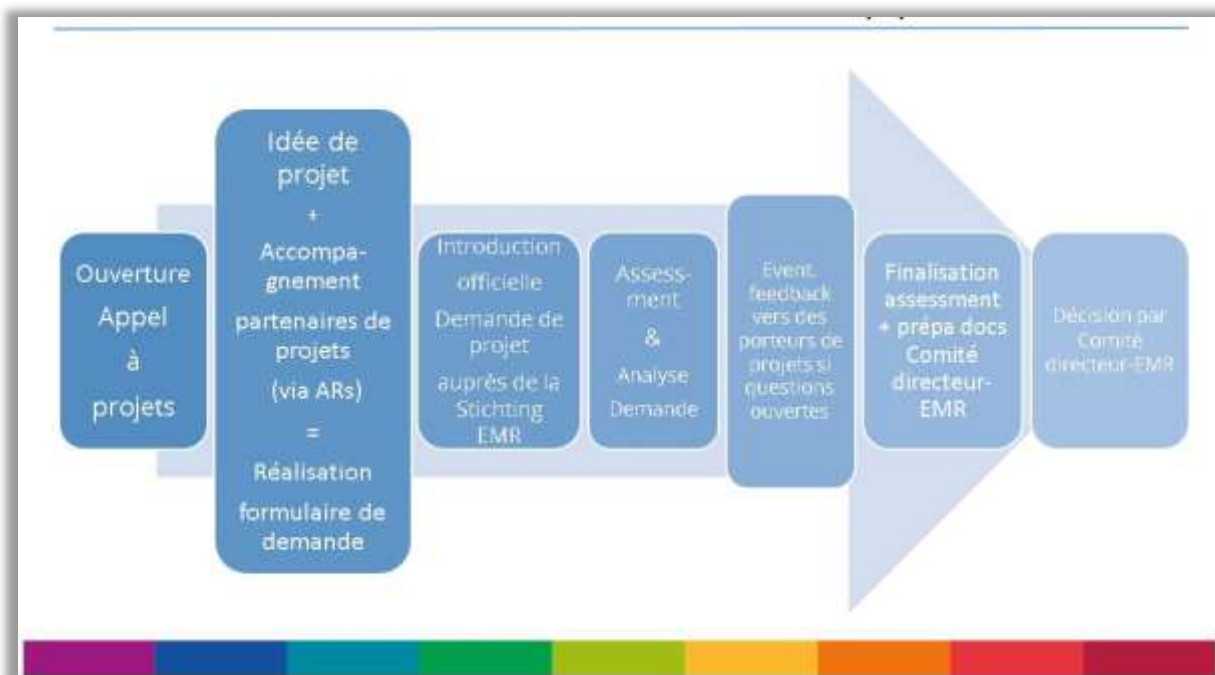 Ouverture
Appel
à
projets
Idée de
projet
+
Accompa-
gnement
partenaires de
projets
(via ARs)
=
Réalisation
formulaire de
demande
Introduction
officielle
Demande de
projet
auprès de la
Stichting
EMR
Assess-
ment
&
Analyse
Demande
Event.
feedback
vers des
porteurs de
projets si
questions
ouvertes
Finalisation
assessment
+ prépa docs
Comité
directeur-
EMR
Décision par
Comité
directeur-EMR